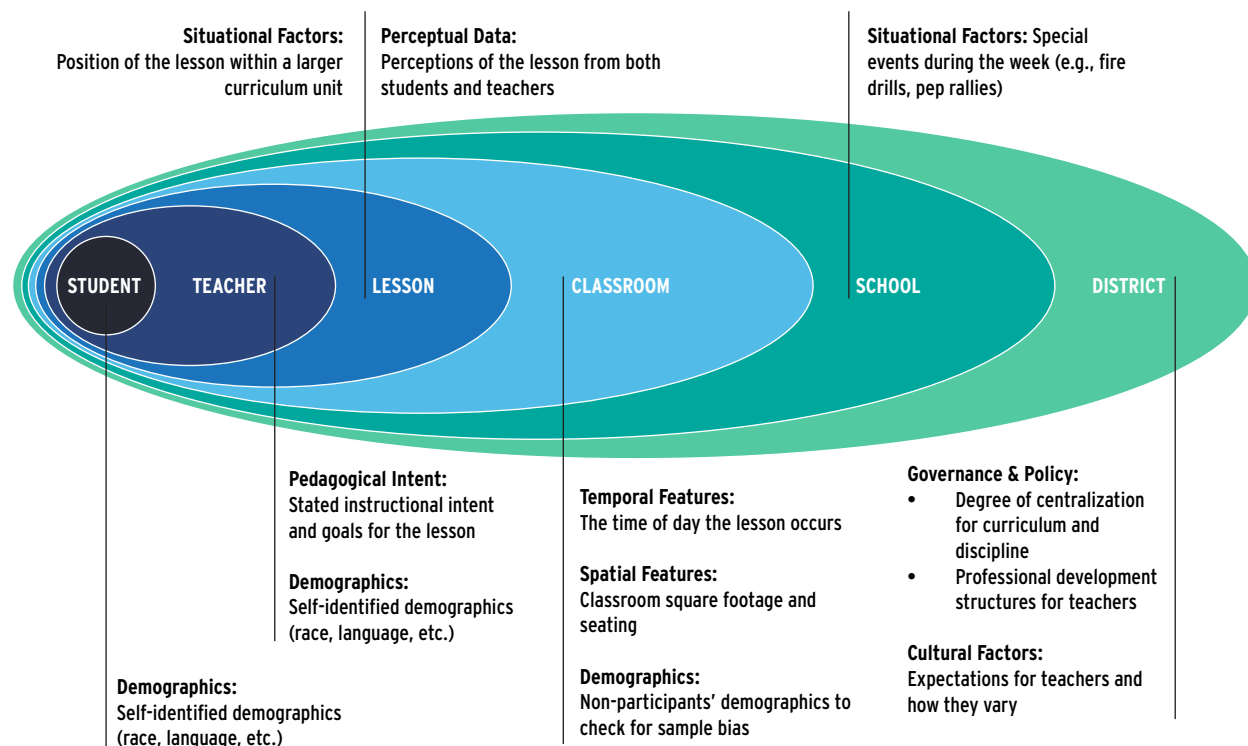 Situational Factors:
Position of the lesson within a larger
curriculum unit
Perceptual Data:
Perceptions of the lesson from both
students and teachers
Situational Factors: Special
events during the week (e.g., fire
drills, pep rallies)
STUDENT
TEACHER
LESSON
CLASSROOM
SCHOOL
DISTRICT
Pedagogical Intent:
Stated instructional intent
and goals for the lesson
Demographics:
Self-identified demographics
(race, language, etc.)
Demographics:
Self-identified demographics
(race, language, etc.)
Temporal Features:
The time of day the lesson occurs
Spatial Features:
Classroom square footage and
seating
Demographics:
Non-participants’ demographics to
check for sample bias
Governance & Policy:
• Degree of centralization
for curriculum and
discipline
• Professional development
structures for teachers
Cultural Factors:
Expectations for teachers and
how they vary